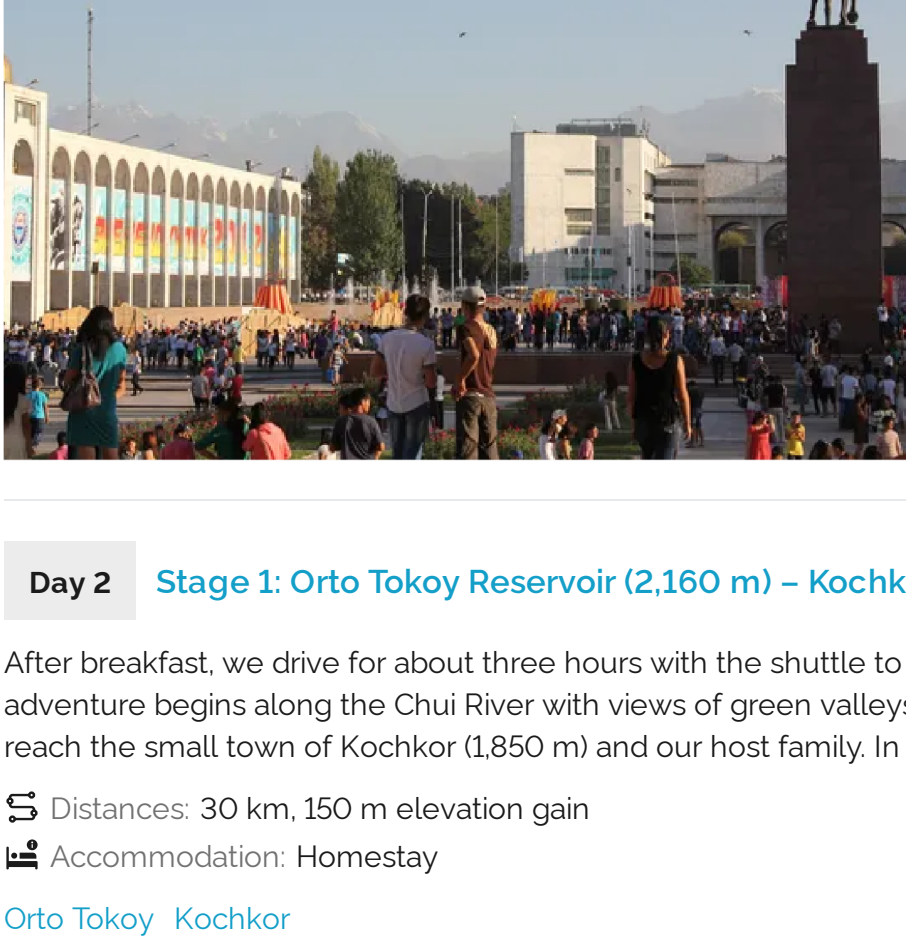 Day 2
Stage 1: Orto Tokoy Reservoir (2,160 m) – Kochk
After breakfast, we drive for about three hours with the shuttle to
adventure begins along the Chui River with views of green valleys
reach the small town of Kochkor (1,850 m) and our host family. In
Distances: 30 km, 150 m elevation gain
Accommodation: Homestay
Orto Tokoy Kochkor